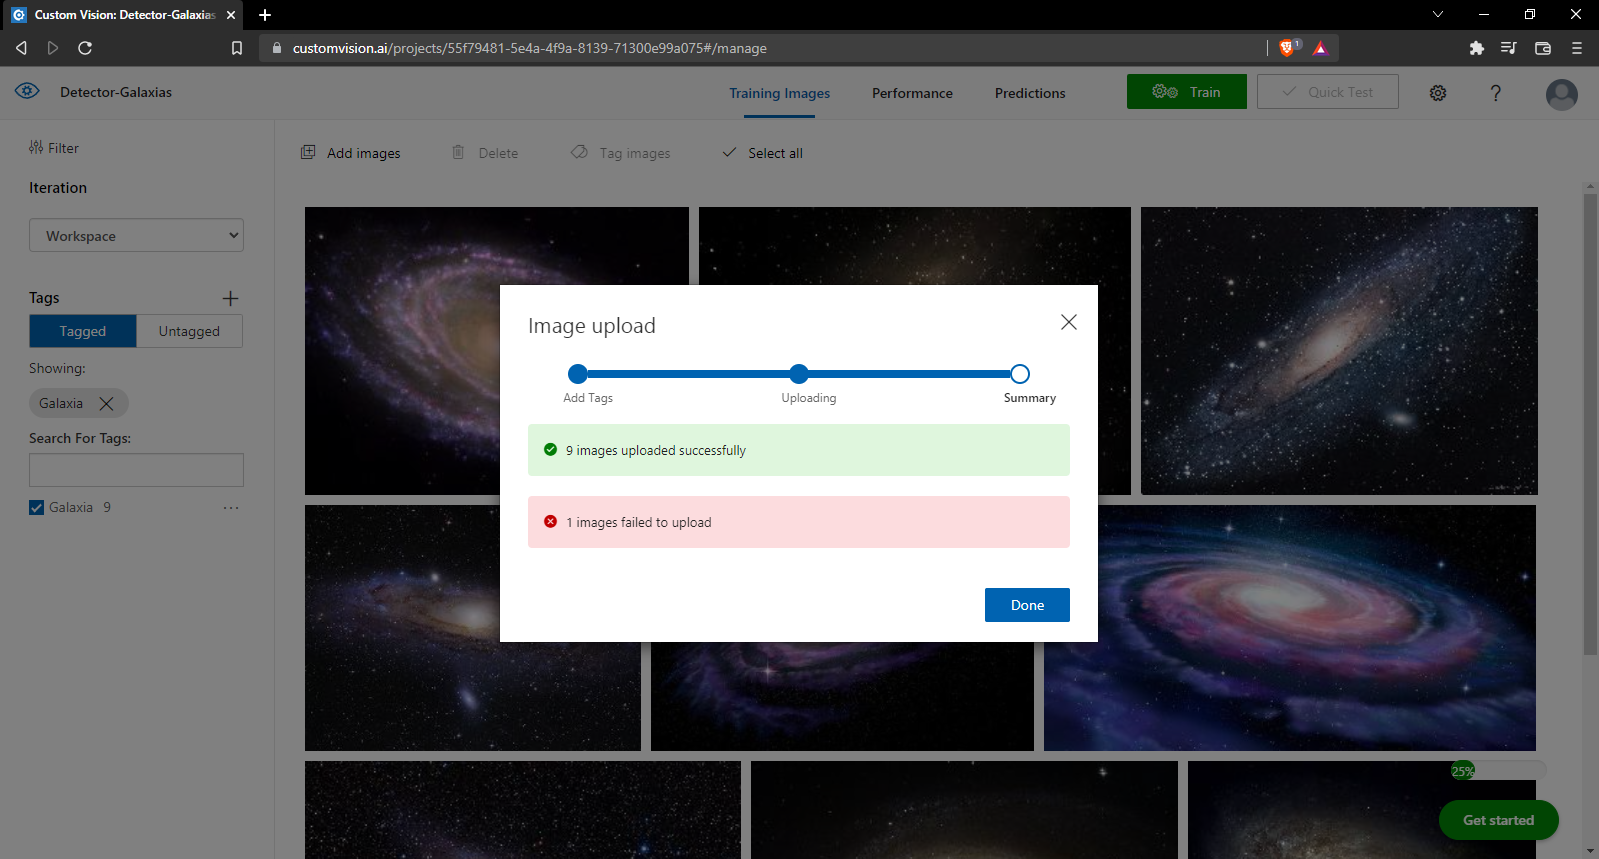 Custom Vision: Detector-Galaxias
customvision.ai/projects/55f79481-5e4a-4f9a-8139-71300e99a075#/manage
1
Detector-Galaxias
Training Images
Performance
Predictions
Train
Quick Test
?
Filter
Add images
Delete
Tag images
Select all
Iteration
Workspace
Tags
Tagged
Untagged
Showing:
Galaxia
Search For Tags:
Galaxia 9
Image upload
Add Tags
Uploading
Summary
9 images uploaded successfully
1 images failed to upload
Done
25%
Get started